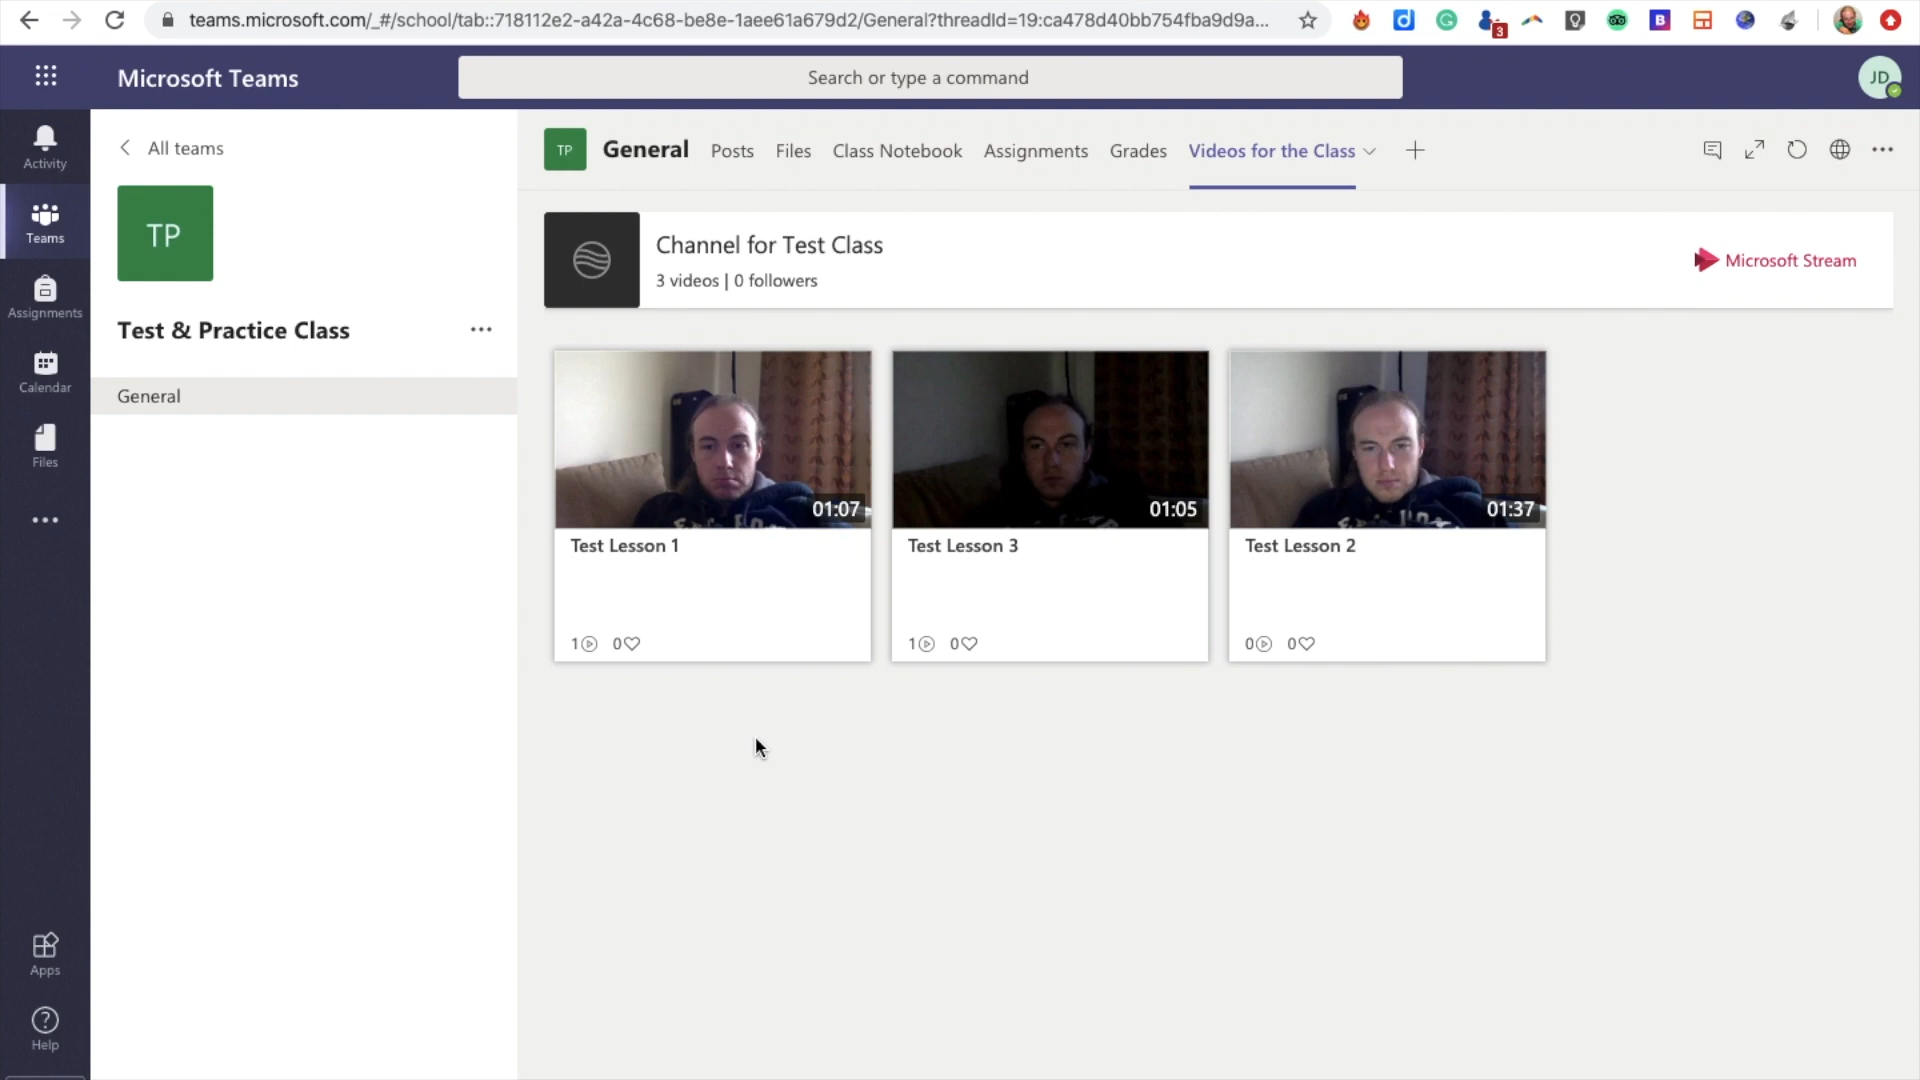 teams.microsoft.com/_#/school/tab::718112e2-a42a-4c68-be8e-1aee61a679d2/General?threadId=19:ca478d40bb754fba9d9a...
3
Microsoft Teams
Search or type a command
JD
Activity
Teams
Assignments
Calendar
Files
Apps
Help
All teams
TP
Test & Practice Class
General
TP
General Posts Files Class Notebook Assignments Grades Videos for the Class
Channel for Test Class
3 videos | 0 followers
Microsoft Stream
01:07
Test Lesson 1
1 0
01:05
Test Lesson 3
1 0
01:37
Test Lesson 2
0 0